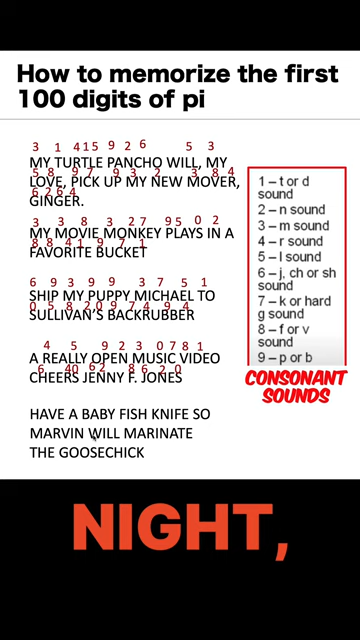 How to memorize the first
100 digits of pi
3 1 4 1 5 9 2 6 5 3
MY TURTLE PANCHO WILL, MY
5 8 9 7 9 3 2 3 8 4
LOVE, PICK UP MY NEW MOVER,
6 2 6 4
GINGER.
3 3 8 3 2 7 9 5 0 2
MY MOVIE MONKEY PLAYS IN A
8 8 4 1 9 7 1
FAVORITE BUCKET
6 9 3 9 9 3 7 5 1
SHIP MY PUPPY MICHAEL TO
0 5 8 2 0 9 7 4 9 4
SULLIVAN'S BACKRUBBER
4 5 9 2 3 0 7 8 1
A REALLY OPEN MUSIC VIDEO
6 4 0 6 2 8 6 2 0
CHEERS JENNY F. JONES
HAVE A BABY FISH KNIFE SO
MARVIN WILL MARINATE
THE GOOSECHICK
1 – t or d
sound
2 – n sound
3 – m sound
4 – r sound
5 – l sound
6 – j, ch or sh
sound
7 – k or hard
g sound
8 – f or v
sound
9 – p or b
CONSONANT
SOUNDS
NIGHT,